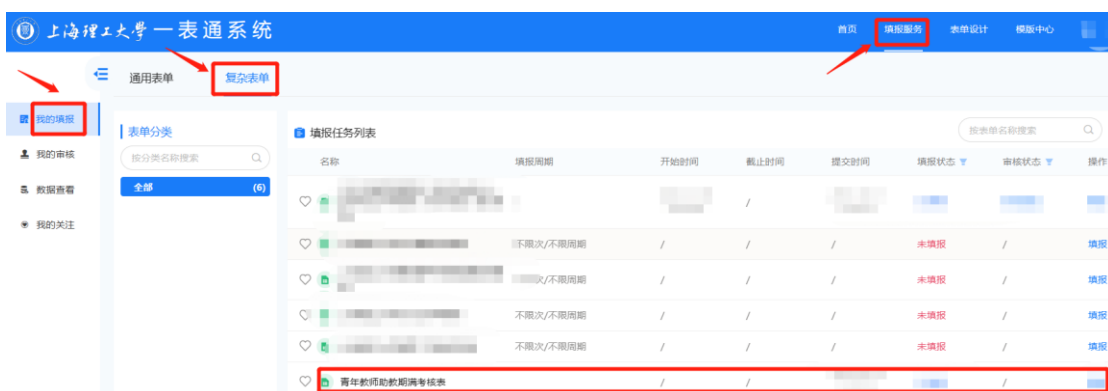 上海理工大學一表通系统
首页 填报服务 表单设计 模版中心
通用表单 复杂表单
我的填报
我的审核
数据查看
我的关注
表单分类
按分类名称搜索
全部 (6)
填报任务列表
按表单名称搜索
名称 填报周期 开始时间 截止时间 提交时间 填报状态 审核状态 操作
/
不限次/不限周期 / / / 未填报 / 填报
次/不限周期 / / / 未填报 / 填报
不限次/不限周期 / / / 未填报 / 填报
不限次/不限周期 / / / 未填报 / 填报
青年教师助教期满考核表 / / /